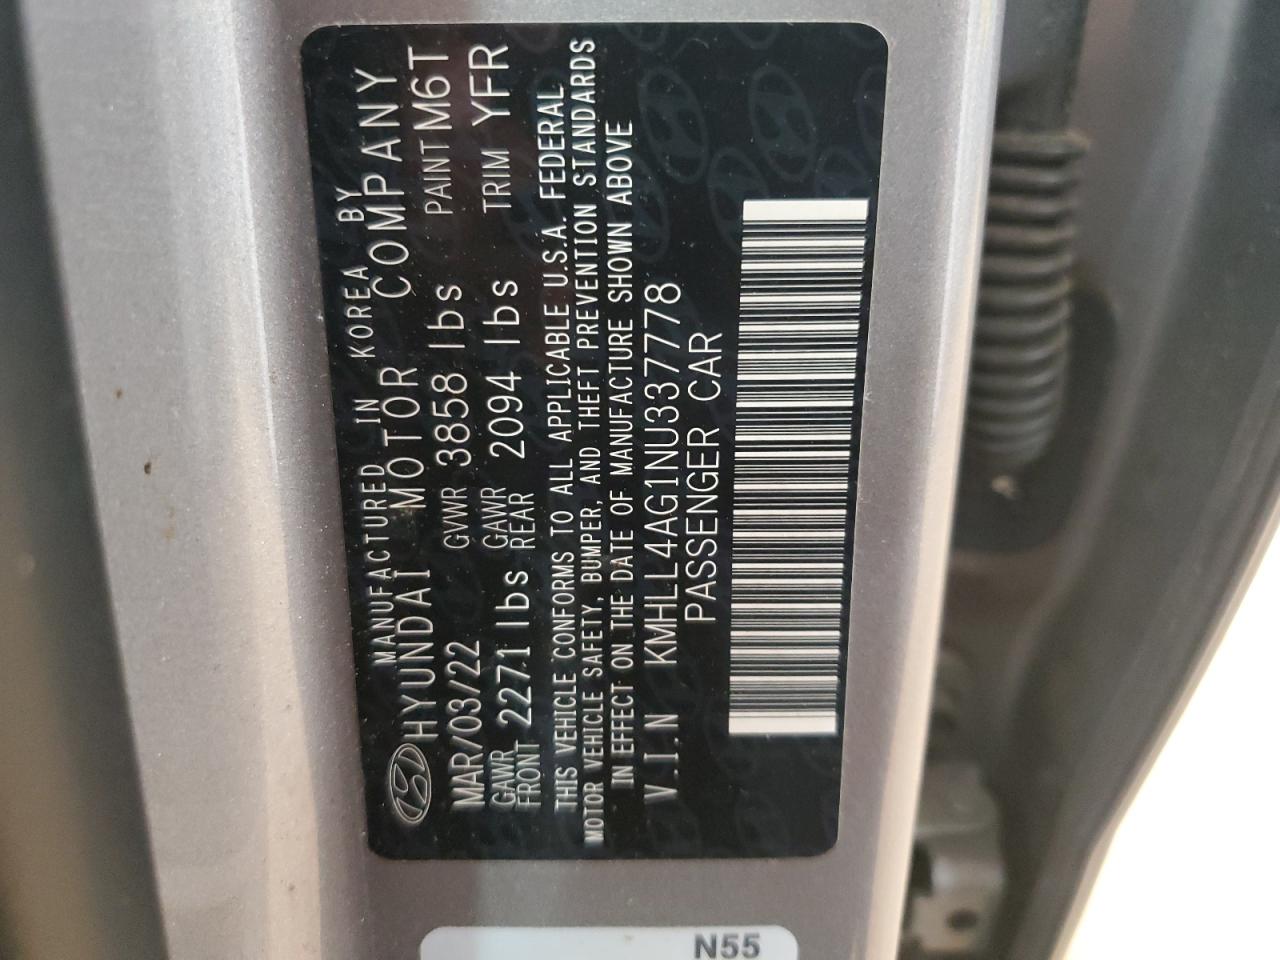 MANUFACTURED IN KOREA BY
HYUNDAI MOTOR COMPANY
MAR/03/22 GVWR 3858 lbs PAINT M6T
GAWR FRONT 2271 lbs GAWR REAR 2094 lbs TRIM YFR
THIS VEHICLE CONFORMS TO ALL APPLICABLE U.S.A. FEDERAL
MOTOR VEHICLE SAFETY, BUMPER, AND THEFT PREVENTION STANDARDS
IN EFFECT ON THE DATE OF MANUFACTURE SHOWN ABOVE
V.I.N KMHLL4AG1NU337778
PASSENGER CAR
N55